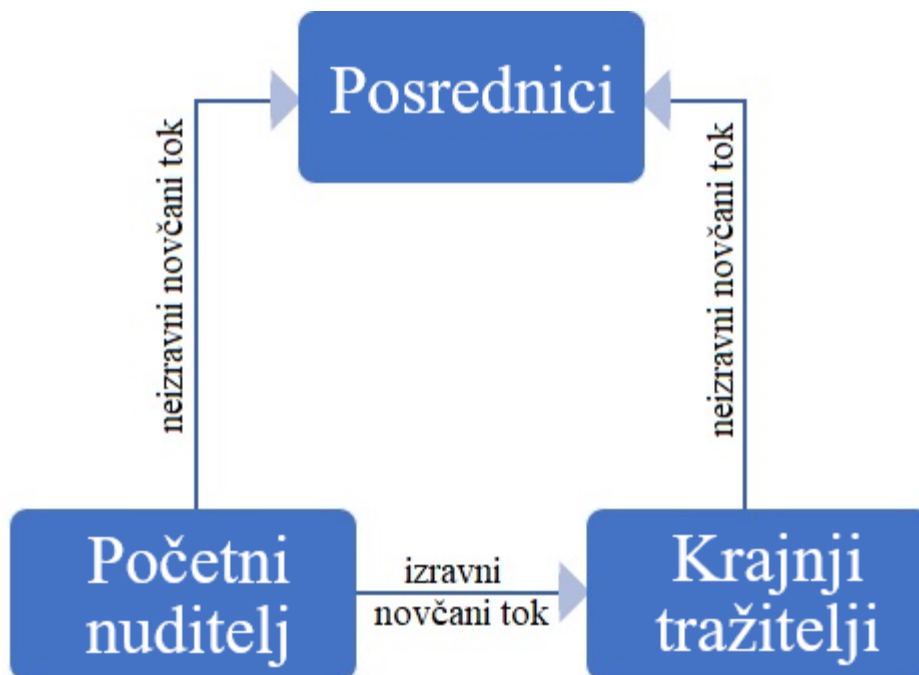 Posrednici
neizravni novčani tok
neizravni novčani tok
Početni
nuditelj
izravni
novčani tok
Krajnji
tražitelji